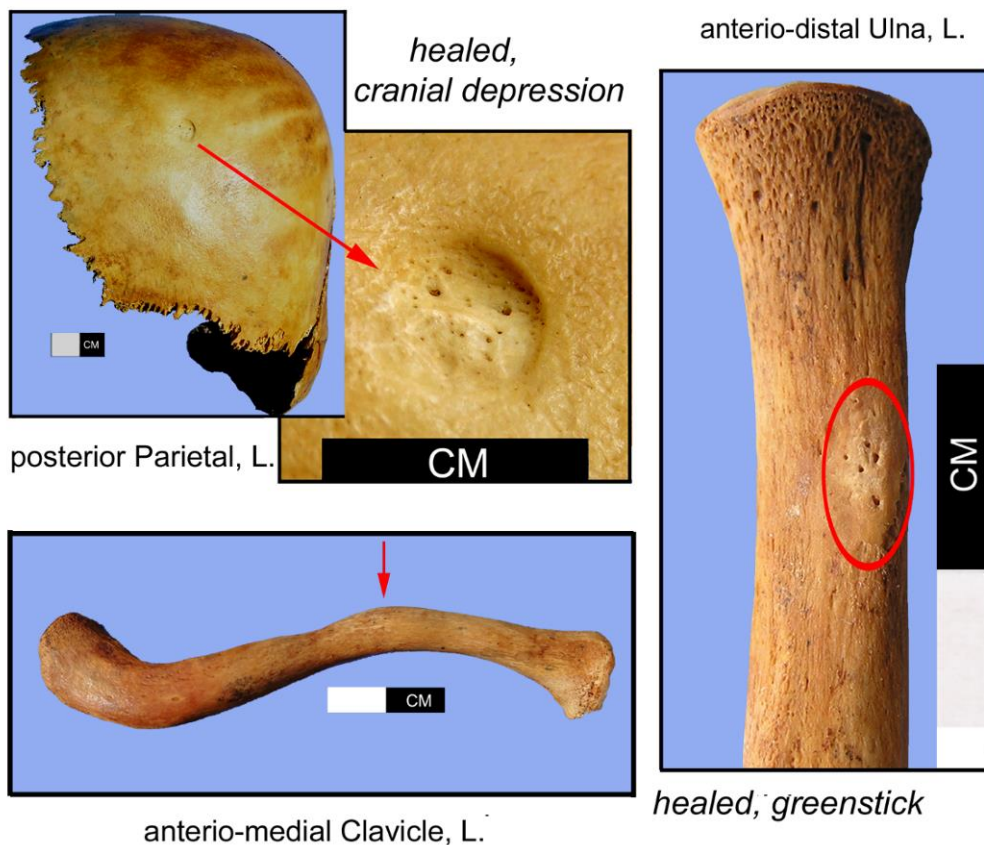 healed,
cranial depression
CM
CM
posterior Parietal, L.
anterio-distal Ulna, L.
CM
CM
anterio-medial Clavicle, L.
healed, greenstick